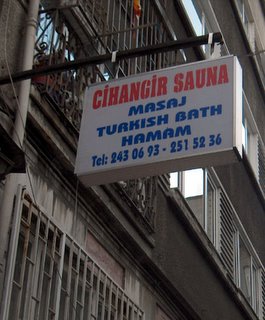 CİHANGİR SAUNA
MASAJ
TURKISH BATH
HAMAM
Tel: 243 06 93 - 251 52 36